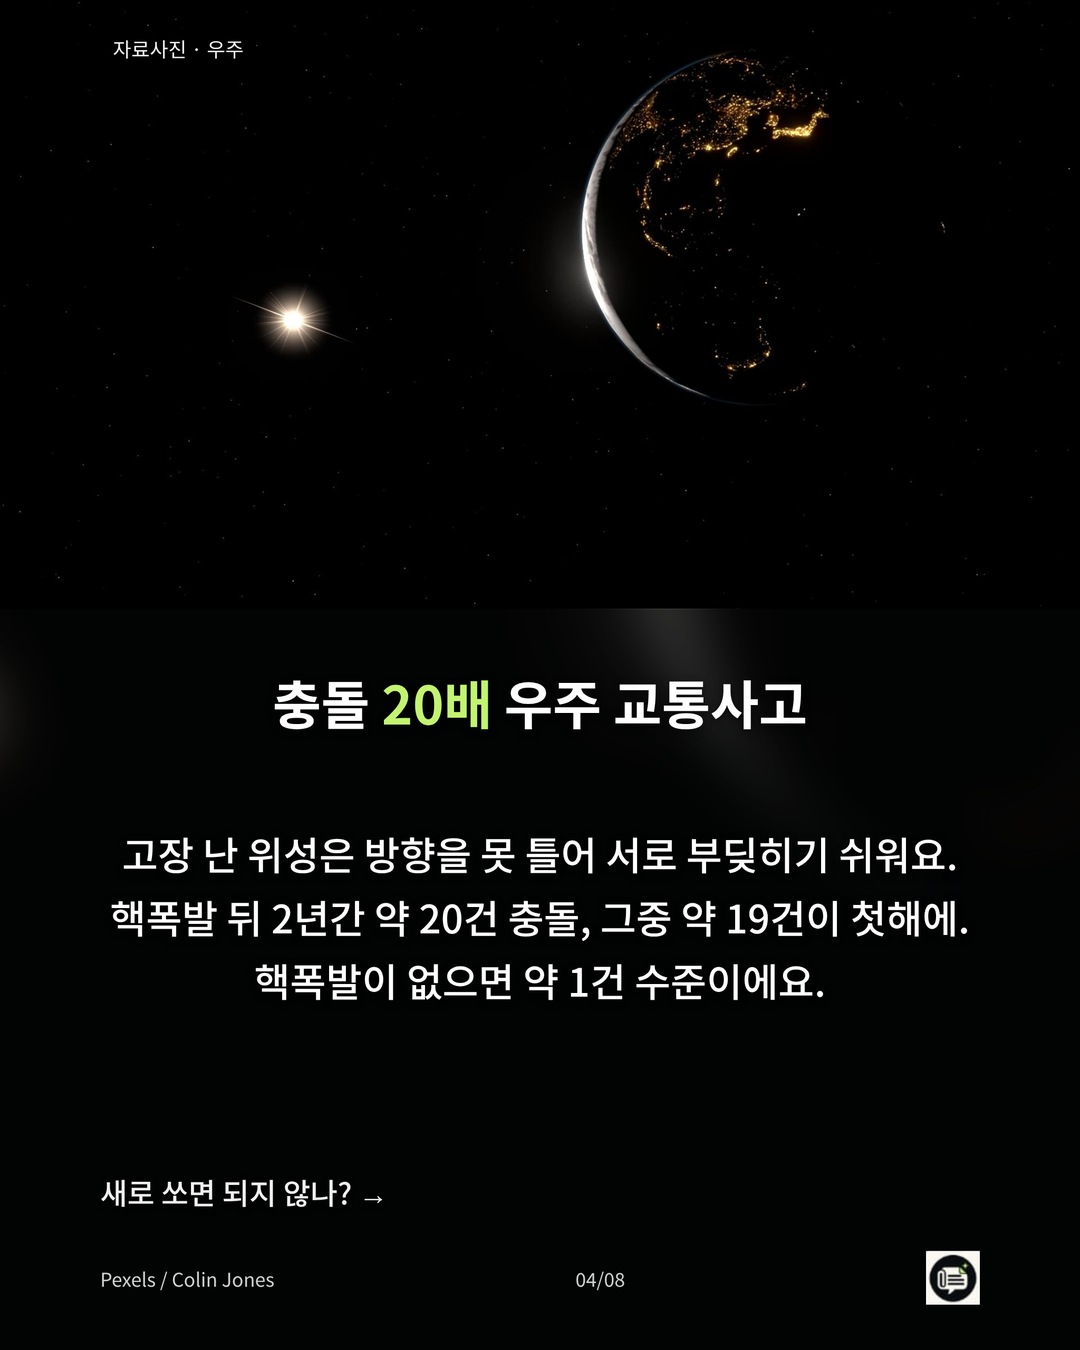 자료사진 · 우주
충돌 20배 우주 교통사고
고장 난 위성은 방향을 못 틀어 서로 부딪히기 쉬워요.
핵폭발 뒤 2년간 약 20건 충돌, 그중 약 19건이 첫해에.
핵폭발이 없으면 약 1건 수준이에요.
새로 쏘면 되지 않나? →
Pexels / Colin Jones
04/08